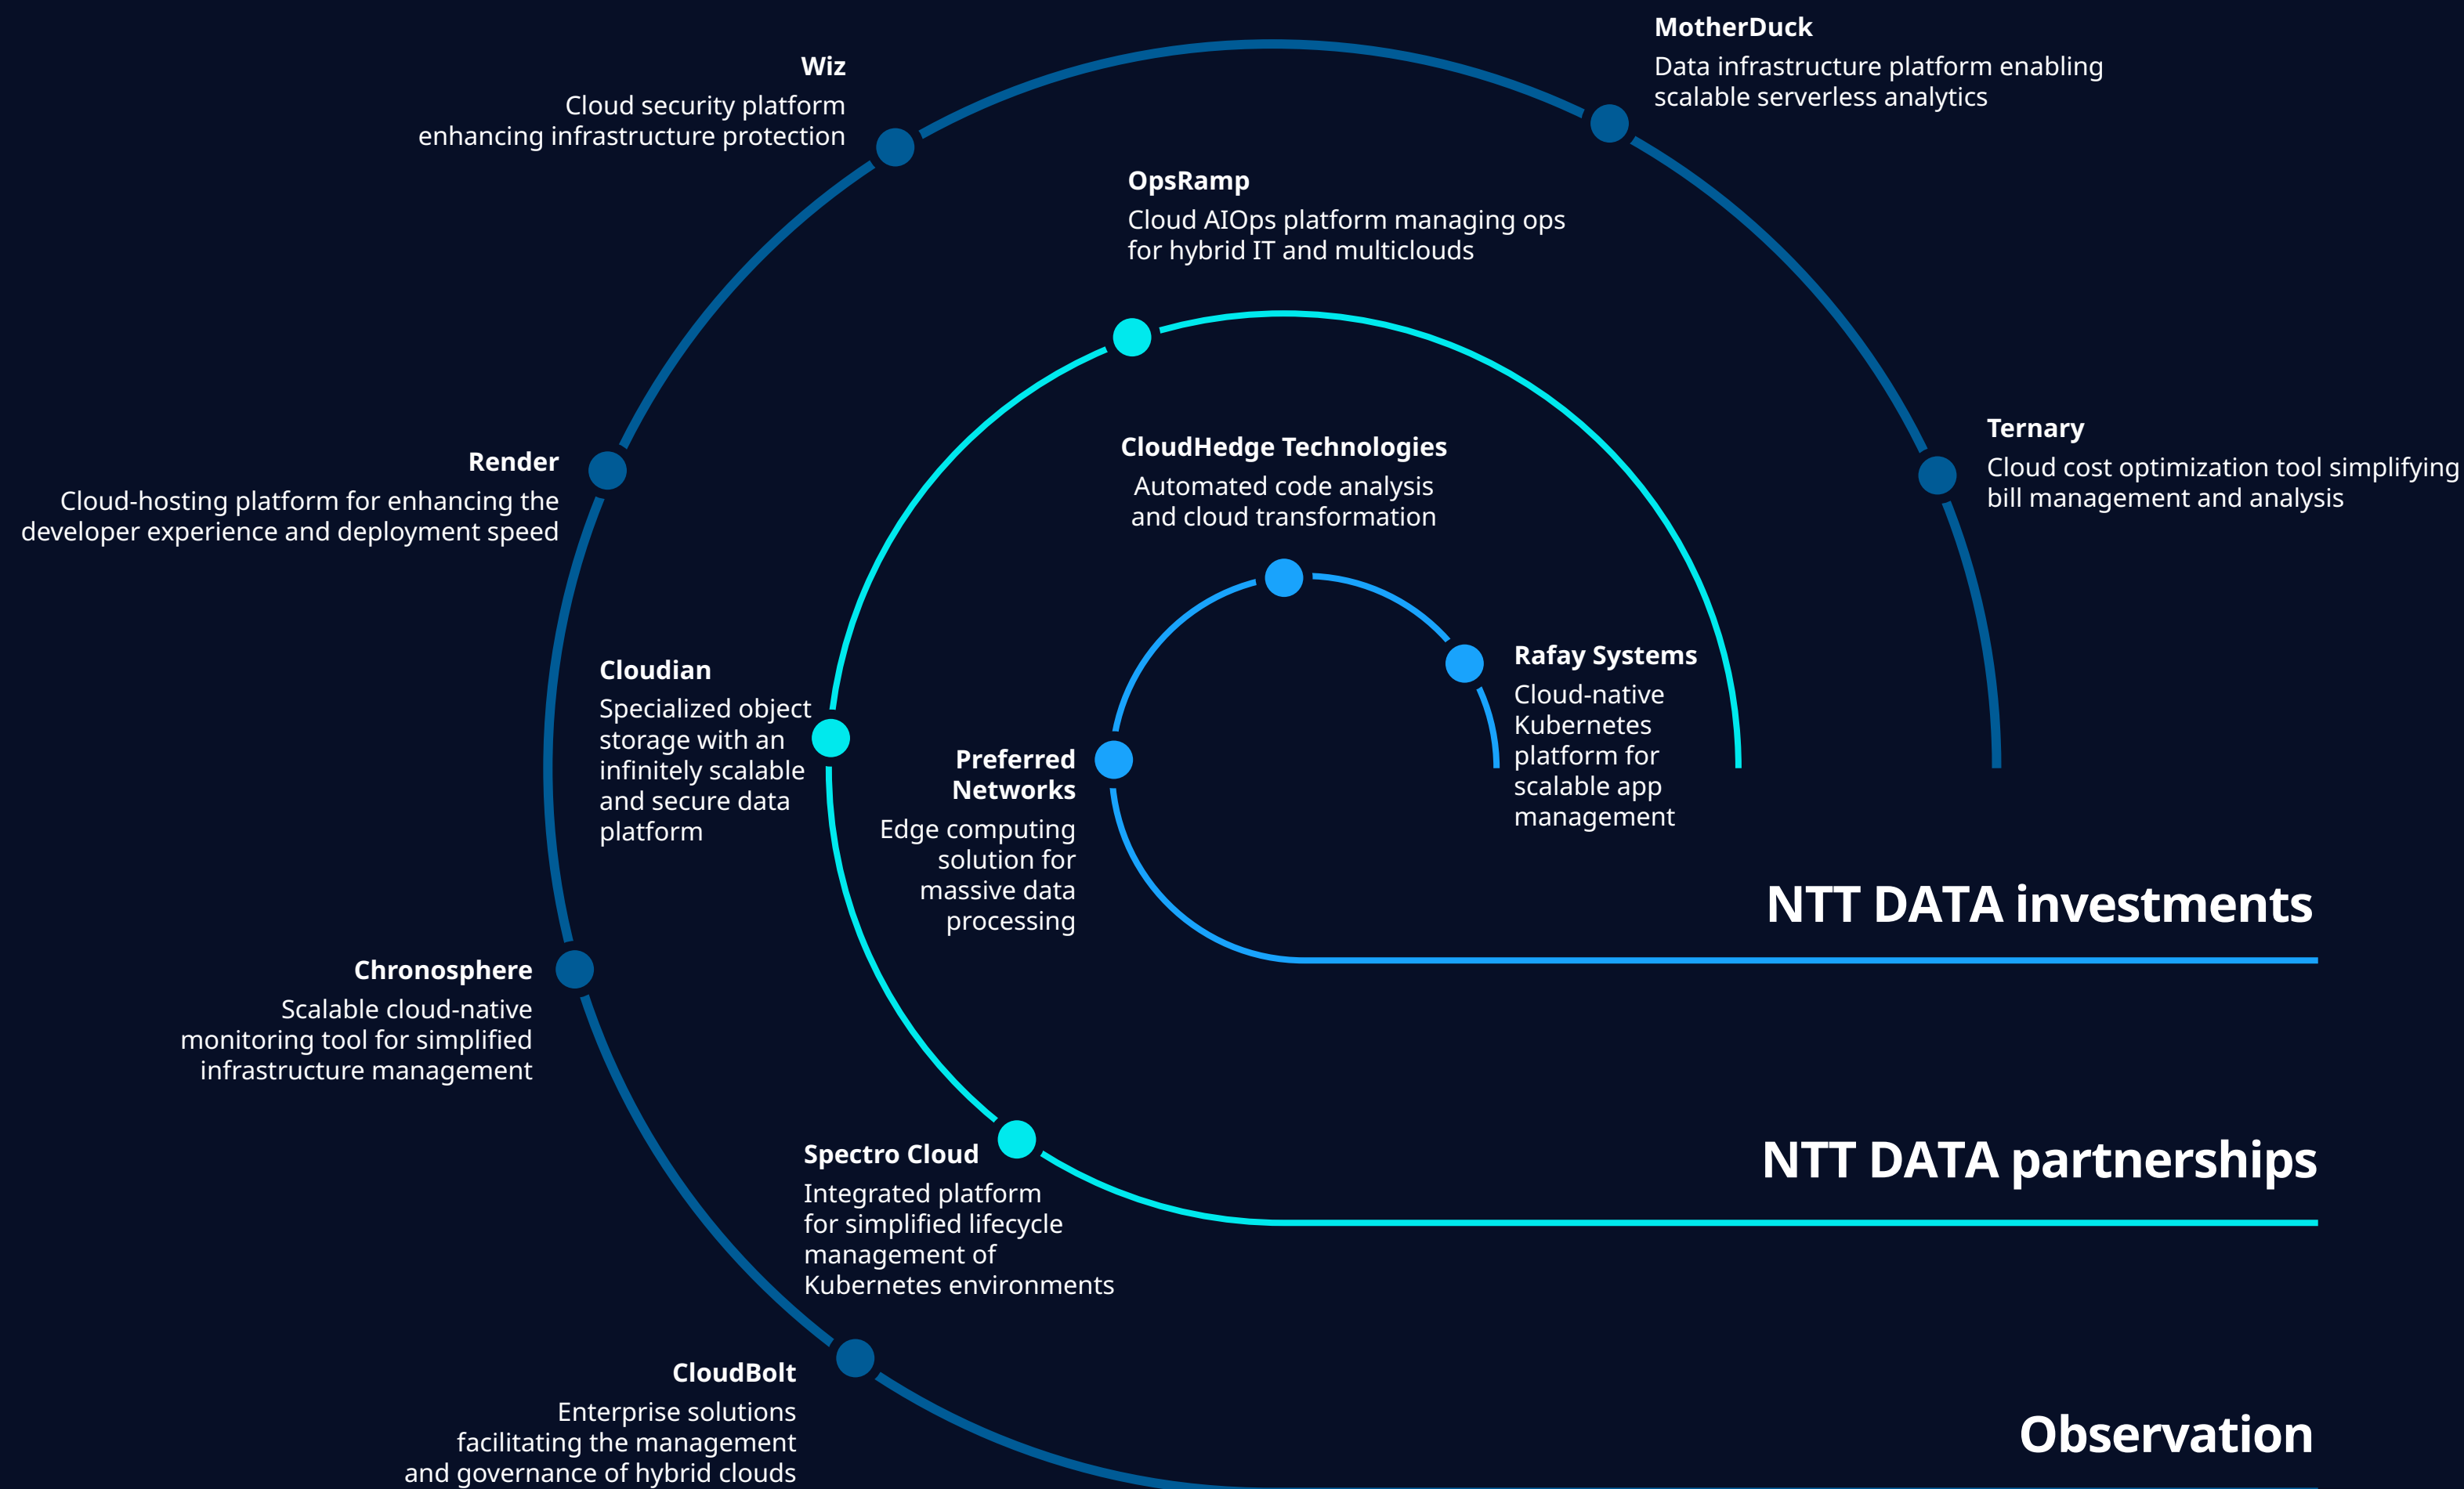 MotherDuck
Data infrastructure platform enabling
scalable serverless analytics
Wiz
Cloud security platform
enhancing infrastructure protection
OpsRamp
Cloud AIOps platform managing ops
for hybrid IT and multiclouds
Ternary
Cloud cost optimization tool simplifying
bill management and analysis
CloudHedge Technologies
Automated code analysis
and cloud transformation
Render
Cloud-hosting platform for enhancing the
developer experience and deployment speed
Rafay Systems
Cloud-native
Kubernetes
platform for
scalable app
management
Cloudian
Specialized object
storage with an
infinitely scalable
and secure data
platform
Preferred
Networks
Edge computing
solution for
massive data
processing
NTT DATA investments
Chronosphere
Scalable cloud-native
monitoring tool for simplified
infrastructure management
NTT DATA partnerships
Spectro Cloud
Integrated platform
for simplified lifecycle
management of
Kubernetes environments
CloudBolt
Enterprise solutions
facilitating the management
and governance of hybrid clouds
Observation